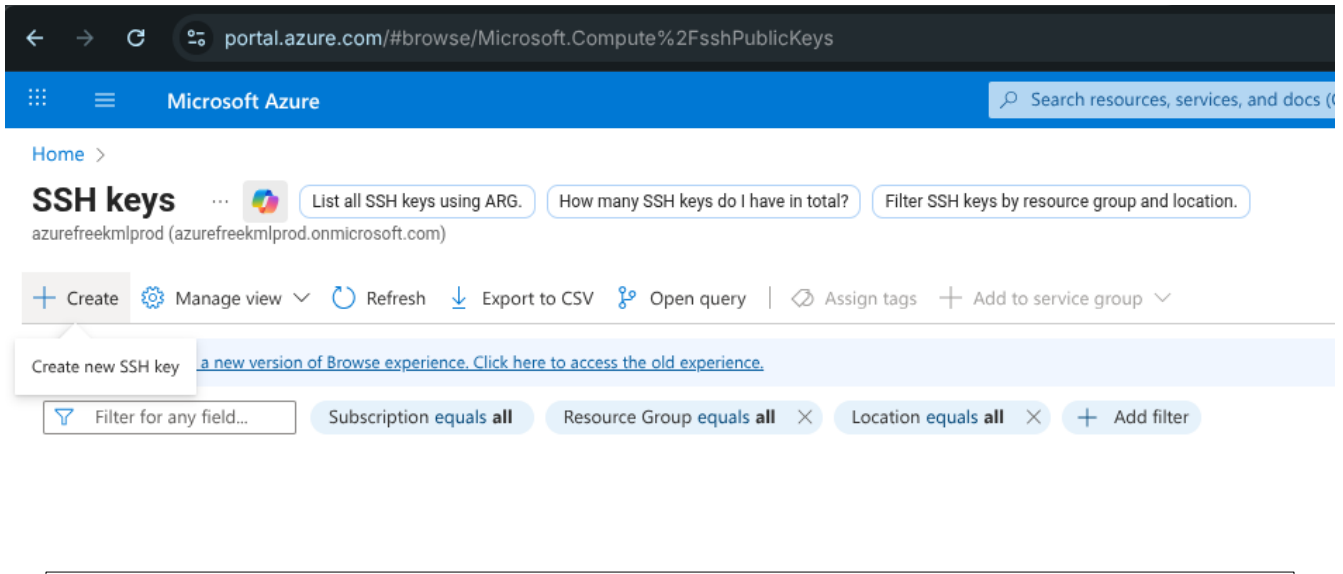 portal.azure.com/#browse/Microsoft.Compute%2FsshPublicKeys
Microsoft Azure
Search resources, services, and docs (
Home >
SSH keys ... List all SSH keys using ARG. How many SSH keys do I have in total? Filter SSH keys by resource group and location.
azurefreekmlprod (azurefreekmlprod.onmicrosoft.com)
+ Create Manage view Refresh Export to CSV Open query | Assign tags + Add to service group
Create new SSH key a new version of Browse experience. Click here to access the old experience.
Filter for any field... Subscription equals all Resource Group equals all × Location equals all × + Add filter